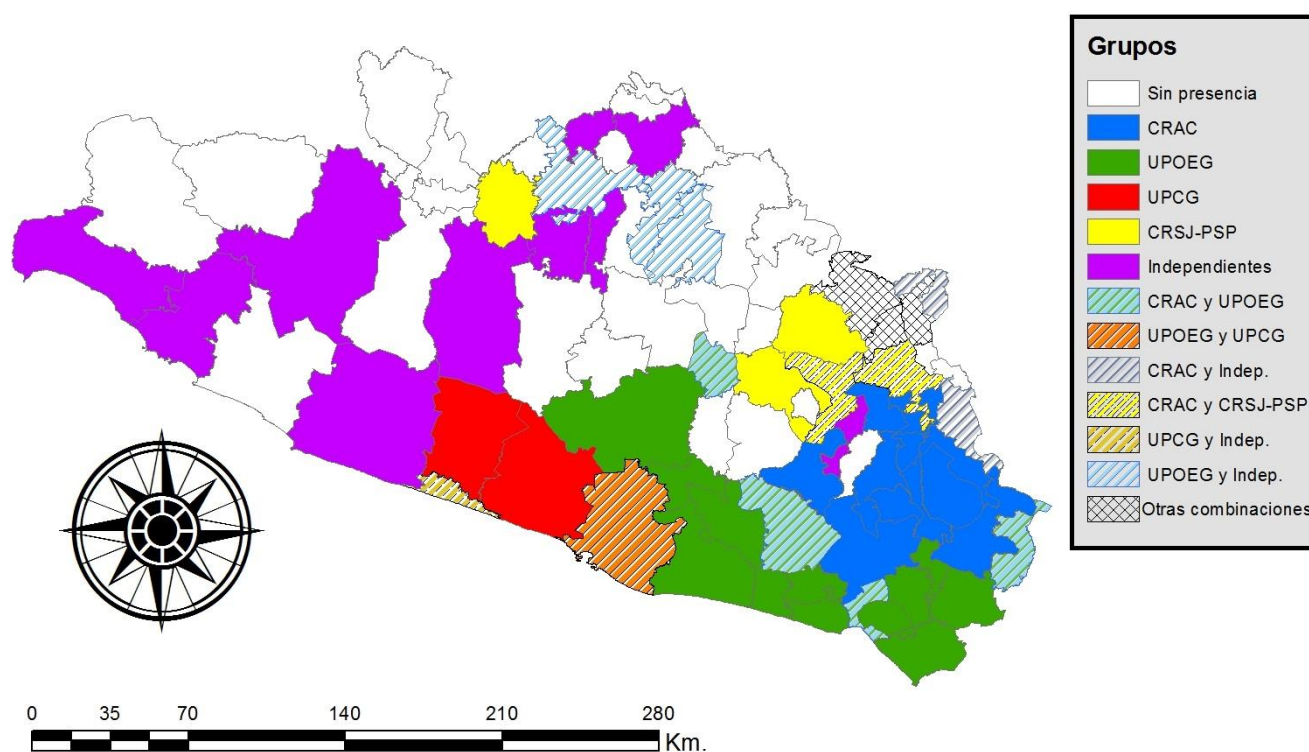 Grupos
Sin presencia
CRAC
UPOEG
UPCG
CRSJ-PSP
Independientes
CRAC y UPOEG
UPOEG y UPCG
CRAC y Indep.
CRAC y CRSJ-PSP
UPCG y Indep.
UPOEG y Indep.
Otras combinaciones
0 35 70 140 210 280
Km.